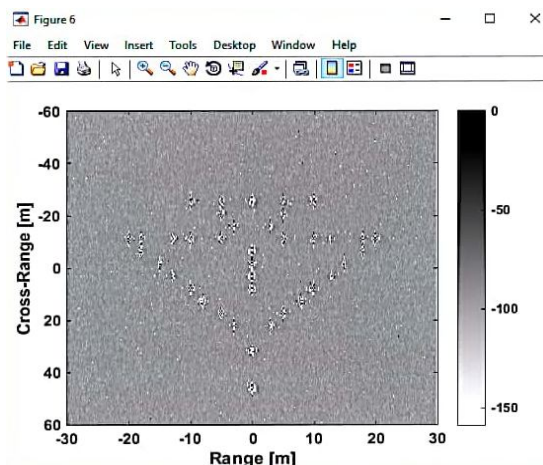 Figure 6
File Edit View Insert Tools Desktop Window Help
-60
-40
-20
0
20
40
60
-30 -20 -10 0 10 20 30
Cross-Range [m]
Range [m]
0
-50
-100
-150